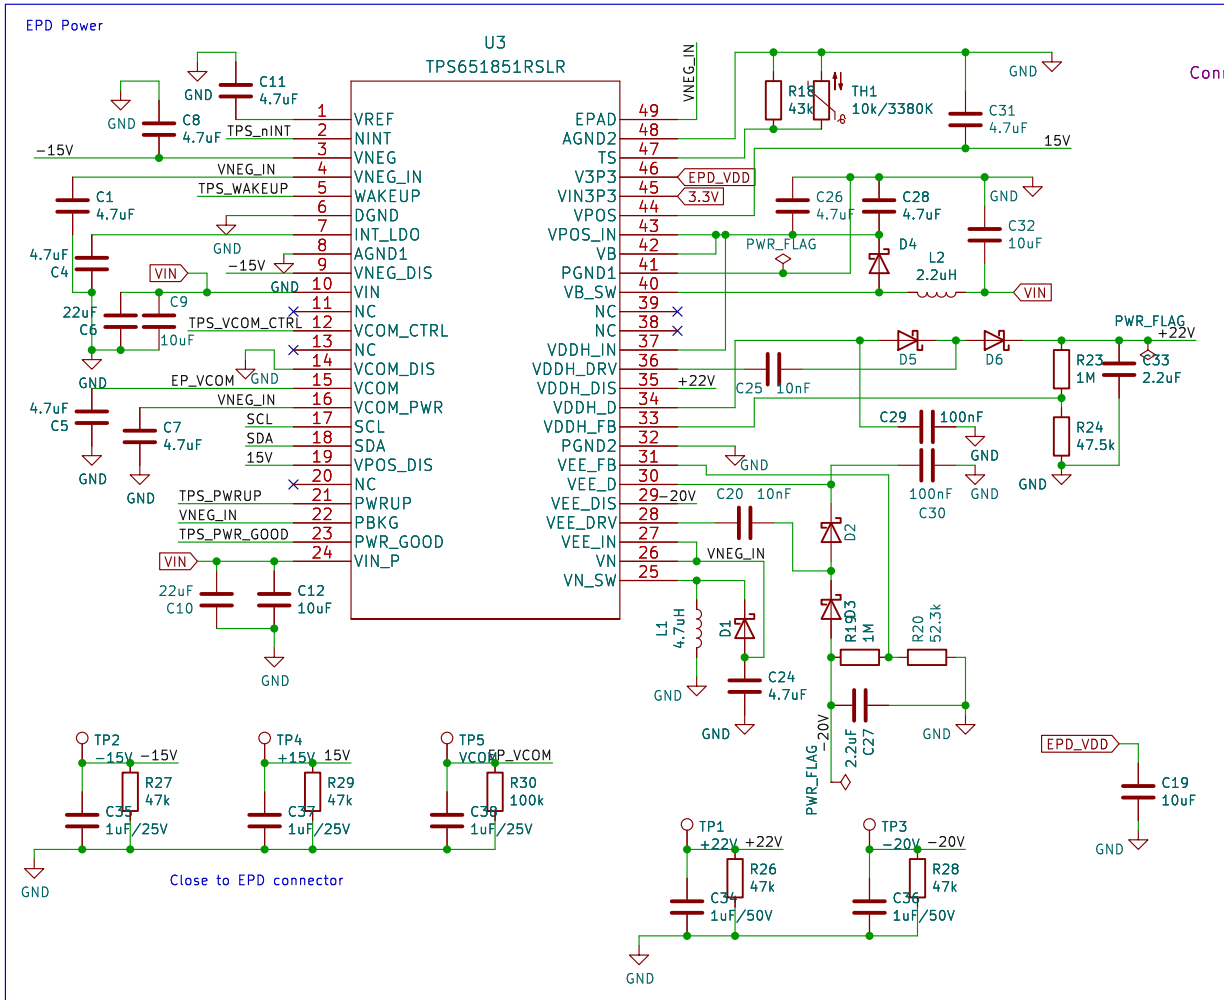 EPD Power
U3
TPS651851RSLR
Conn
GND
C11
4.7uF
GND
C8
4.7uF
TPS_nINT
-15V
VNEG_IN
TPS_WAKEUP
C1
4.7uF
GND
4.7uF
C4
VIN
-15V
GND
22uF
C6
C9
10uF
TPS_VCOM_CTRL
GND
GND
EP_VCOM
4.7uF
C5
VNEG_IN
C7
4.7uF
SCL
SDA
15V
GND
GND
TPS_PWRUP
VNEG_IN
TPS_PWR_GOOD
VIN
22uF
C10
C12
10uF
GND
1 VREF
2 NINT
3 VNEG
4 VNEG_IN
5 WAKEUP
6 DGND
7 INT_LDO
8 AGND1
9 VNEG_DIS
10 VIN
11 NC
12 VCOM_CTRL
13 NC
14 VCOM_DIS
15 VCOM
16 VCOM_PWR
17 SCL
18 SDA
19 VPOS_DIS
20 NC
21 PWRUP
22 PBKG
23 PWR_GOOD
24 VIN_P
EPAD 49
AGND2 48
TS 47
V3P3 46
VIN3P3 45
VPOS 44
VPOS_IN 43
VB 42
PGND1 41
VB_SW 40
NC 39
NC 38
VDDH_IN 37
VDDH_DRV 36
VDDH_DIS 35
VDDH_D 34
VDDH_FB 33
PGND2 32
VEE_FB 31
VEE_D 30
VEE_DIS 29
VEE_DRV 28
VEE_IN 27
VN 26
VN_SW 25
VNEG_IN
R18
43k
TH1
10k/3380K
GND
C31
4.7uF
15V
EPD_VDD
3.3V
C26
4.7uF
C28
4.7uF
GND
C32
10uF
PWR_FLAG
D4
L2
2.2uH
VIN
PWR_FLAG
+22V
D5
D6
C25 10nF
+22V
R23
1M
C33
2.2uF
C29 100nF
GND
R24
47.5k
GND
GND
100nF
C30
GND
-20V
C20 10nF
D2
VNEG_IN
L1
4.7uH
D1
D3
R19
1M
R20
52.3k
GND
C24
4.7uF
GND
-20V
2.2uF
C27
GND
PWR_FLAG
EPD_VDD
C19
10uF
GND
TP2
-15V
-15V
R27
47k
C35
1uF/25V
TP4
+15V
15V
R29
47k
C37
1uF/25V
TP5
VCOM
EP_VCOM
R30
100k
C38
1uF/25V
GND
Close to EPD connector
TP1
+22V
+22V
R26
47k
C34
1uF/50V
TP3
-20V
-20V
R28
47k
C36
1uF/50V
GND